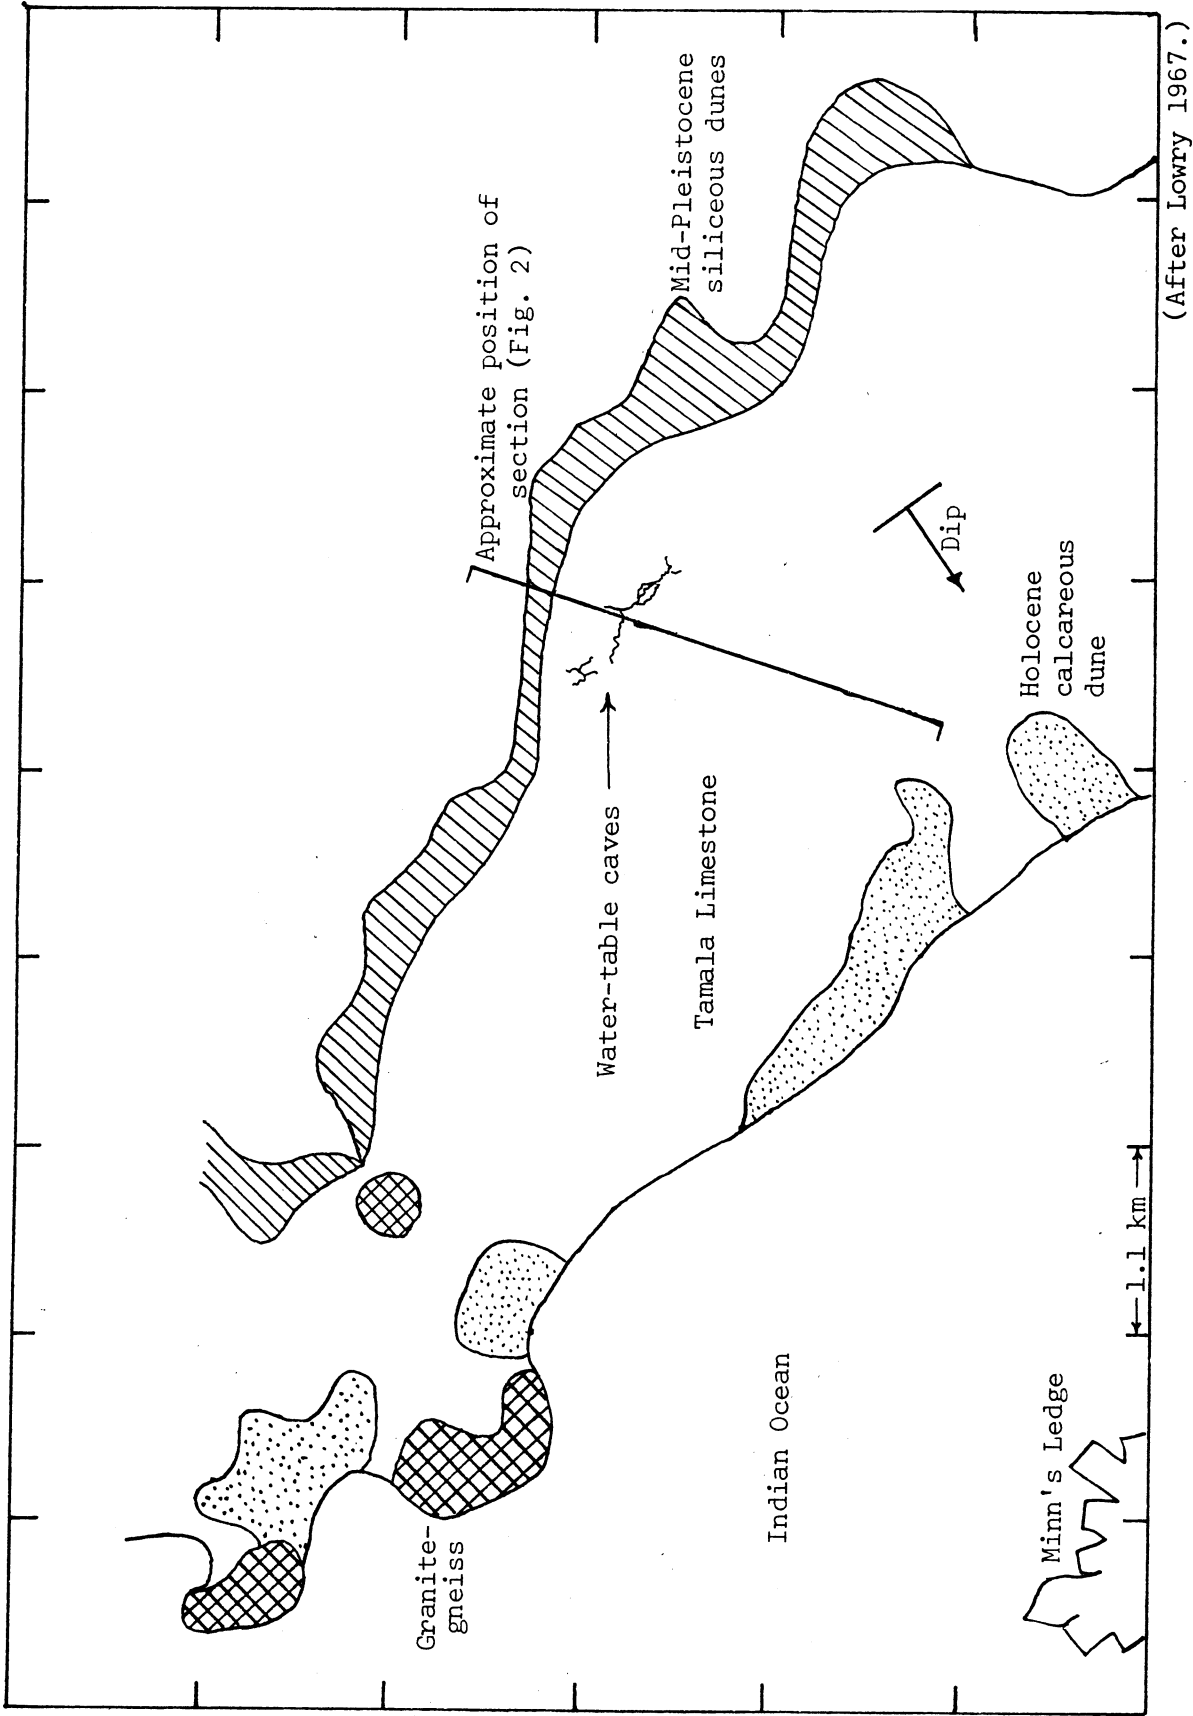 Approximate position of
section (Fig. 2)
Mid-Pleistocene
siliceous dunes
Water-table caves
Tamala Limestone
Dip
Holocene
calcareous
dune
Granite-
gneiss
Indian Ocean
Minn's Ledge
1.1 km
(After Lowry 1967.)